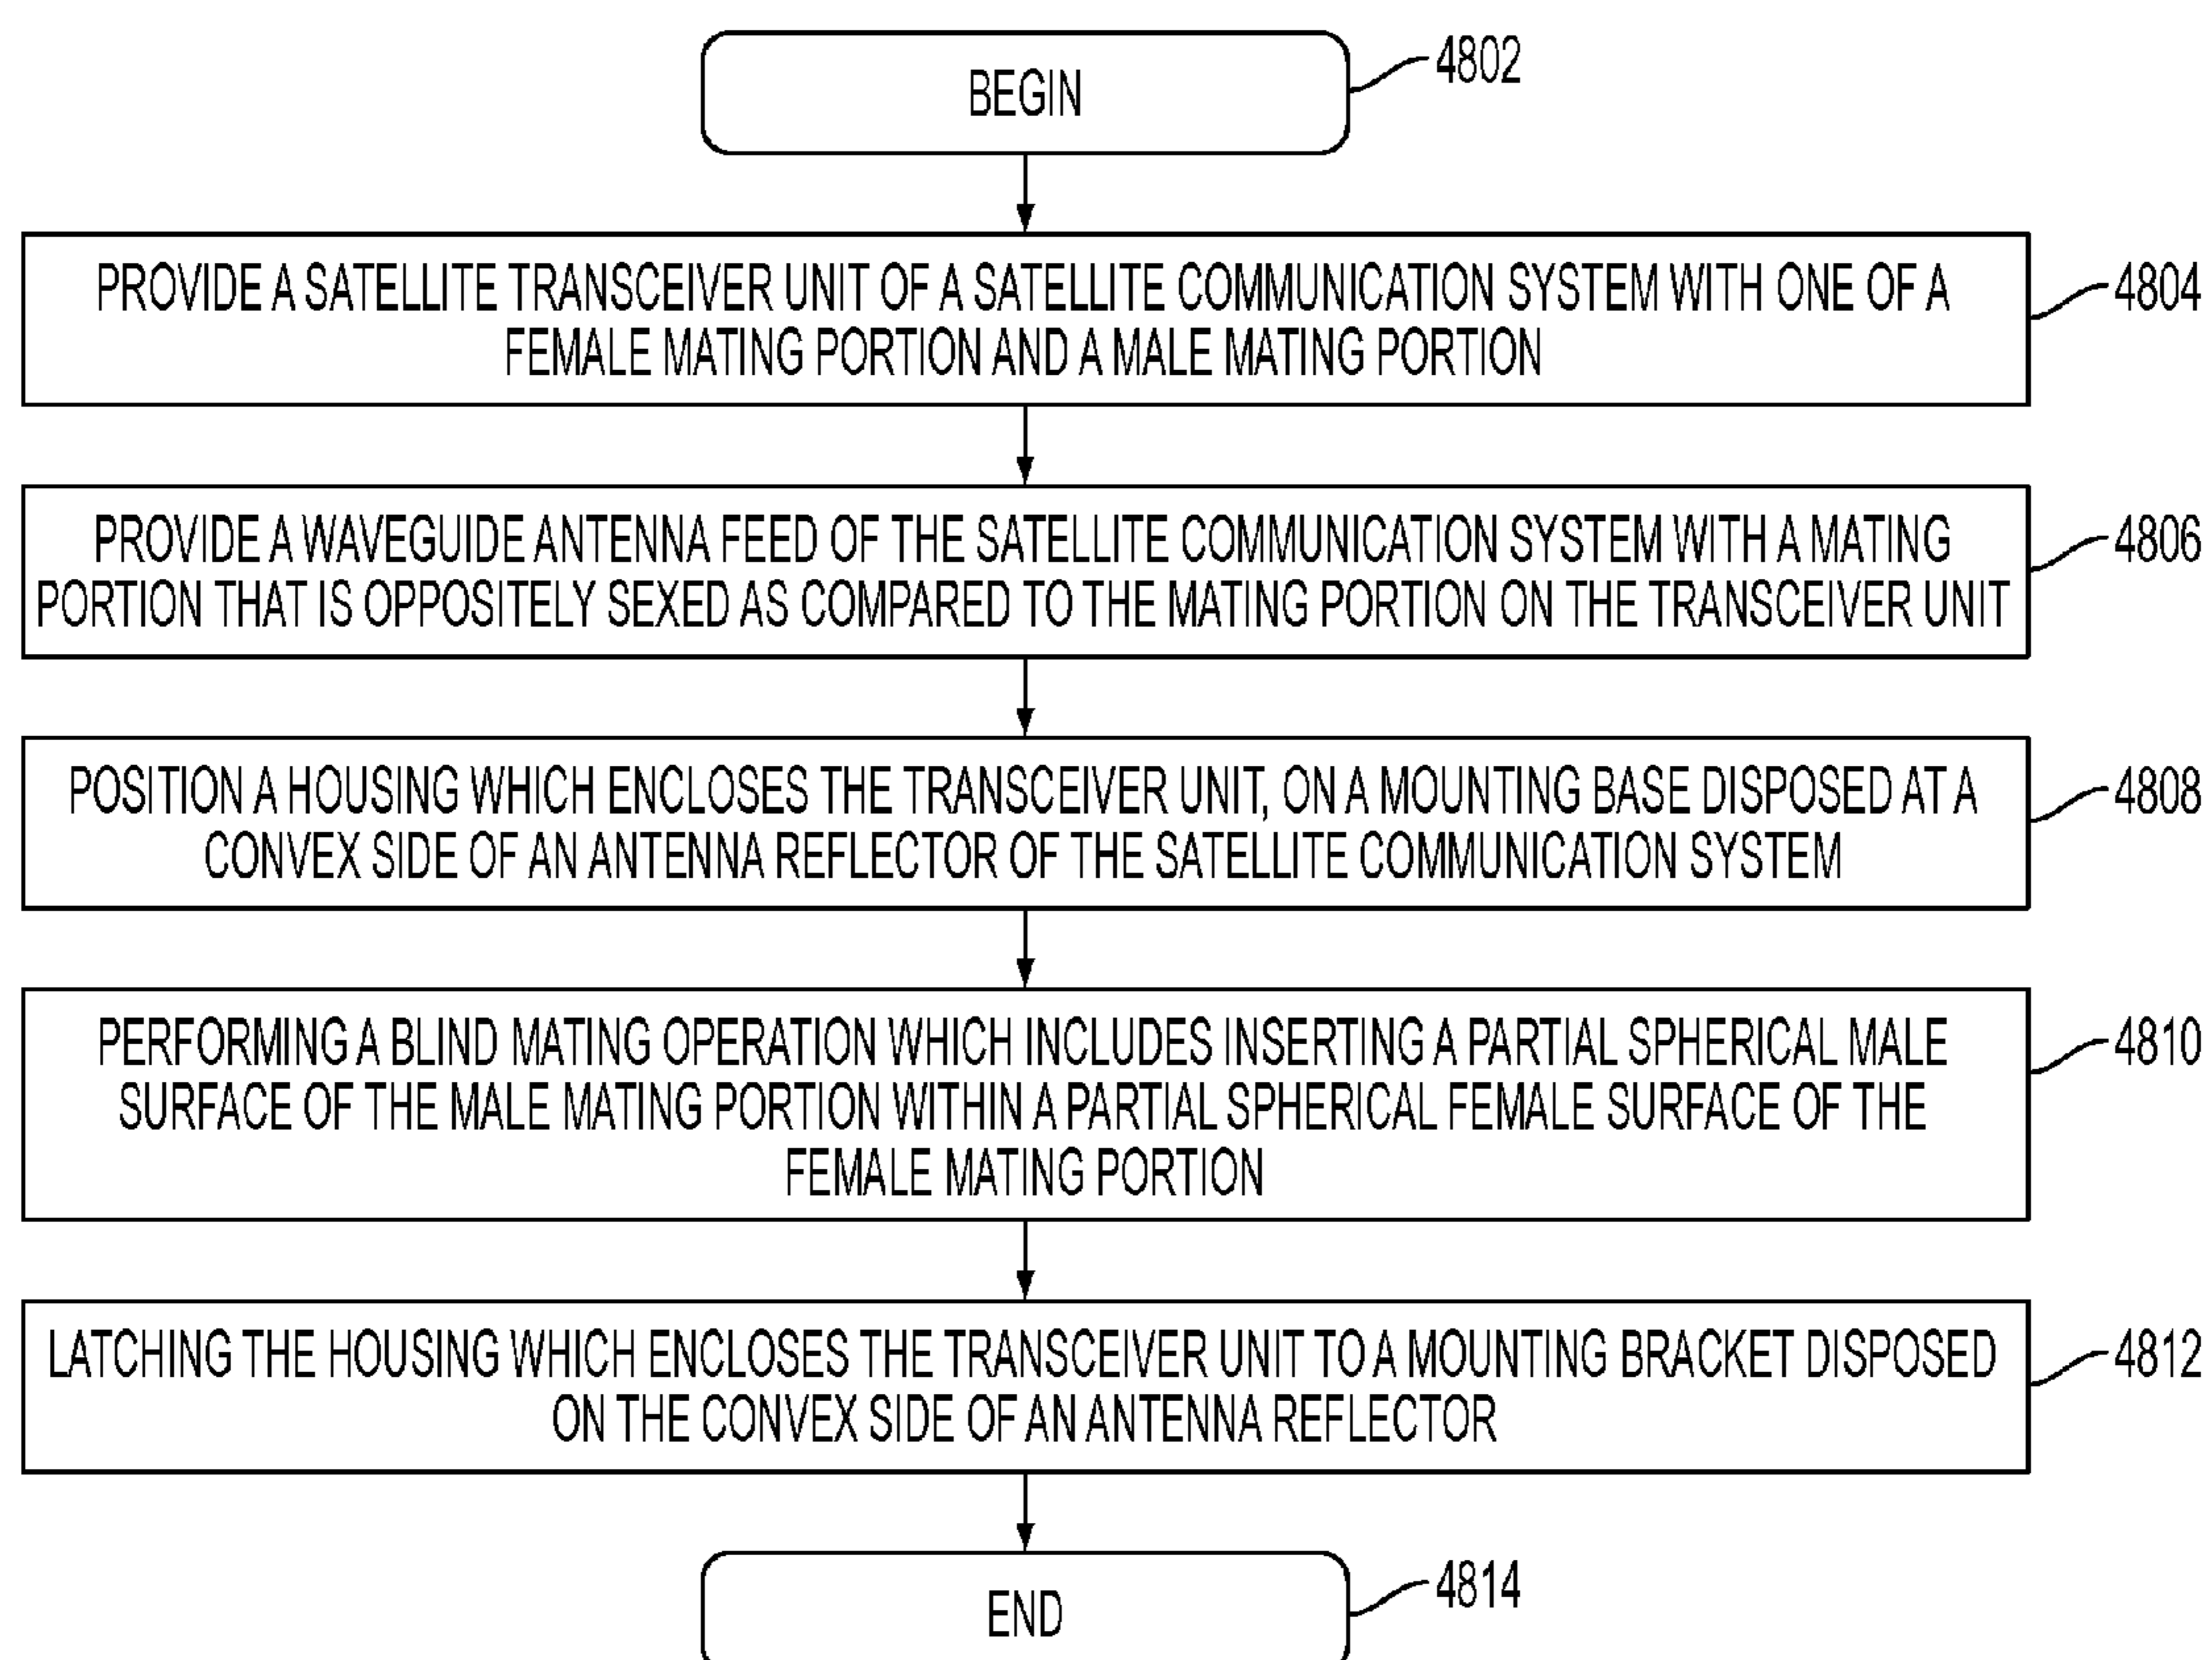 BEGIN
4802
PROVIDE A SATELLITE TRANSCEIVER UNIT OF A SATELLITE COMMUNICATION SYSTEM WITH ONE OF A
FEMALE MATING PORTION AND A MALE MATING PORTION
4804
PROVIDE A WAVEGUIDE ANTENNA FEED OF THE SATELLITE COMMUNICATION SYSTEM WITH A MATING
PORTION THAT IS OPPOSITELY SEXED AS COMPARED TO THE MATING PORTION ON THE TRANSCEIVER UNIT
4806
POSITION A HOUSING WHICH ENCLOSES THE TRANSCEIVER UNIT, ON A MOUNTING BASE DISPOSED AT A
CONVEX SIDE OF AN ANTENNA REFLECTOR OF THE SATELLITE COMMUNICATION SYSTEM
4808
PERFORMING A BLIND MATING OPERATION WHICH INCLUDES INSERTING A PARTIAL SPHERICAL MALE
SURFACE OF THE MALE MATING PORTION WITHIN A PARTIAL SPHERICAL FEMALE SURFACE OF THE
FEMALE MATING PORTION
4810
LATCHING THE HOUSING WHICH ENCLOSES THE TRANSCEIVER UNIT TO A MOUNTING BRACKET DISPOSED
ON THE CONVEX SIDE OF AN ANTENNA REFLECTOR
4812
END
4814